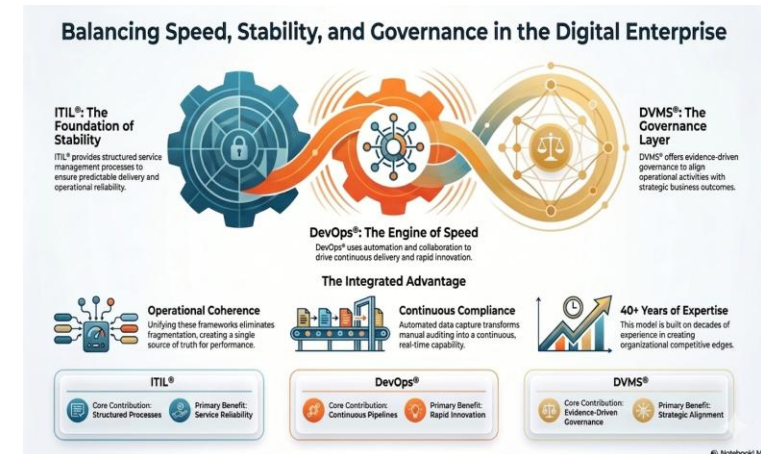 Balancing Speed, Stability, and Governance in the Digital Enterprise
ITIL®: The
Foundation of
Stability
ITIL® provides structured service
management processes to
ensure predictable delivery and
operational reliability.
DVMS®: The
Governance
Layer
DVMS® offers evidence-driven
governance to align
operational activities with
strategic business outcomes.
DevOps®: The Engine of Speed
DevOps® uses automation and collaboration to
drive continuous delivery and rapid innovation.
The Integrated Advantage
Operational Coherence
Unifying these frameworks eliminates
fragmentation, creating a single
source of truth for performance.
Continuous Compliance
Automated data capture transforms
manual auditing into a continuous,
real-time capability.
40+ Years of Expertise
This model is built on decades of
experience in creating
organizational competitive edges.
ITIL®
Core Contribution:
Structured Processes
Primary Benefit:
Service Reliability
DevOps®
Core Contribution:
Continuous Pipelines
Primary Benefit:
Rapid Innovation
DVMS®
Core Contribution:
Evidence-Driven
Governance
Primary Benefit:
Strategic Alignment